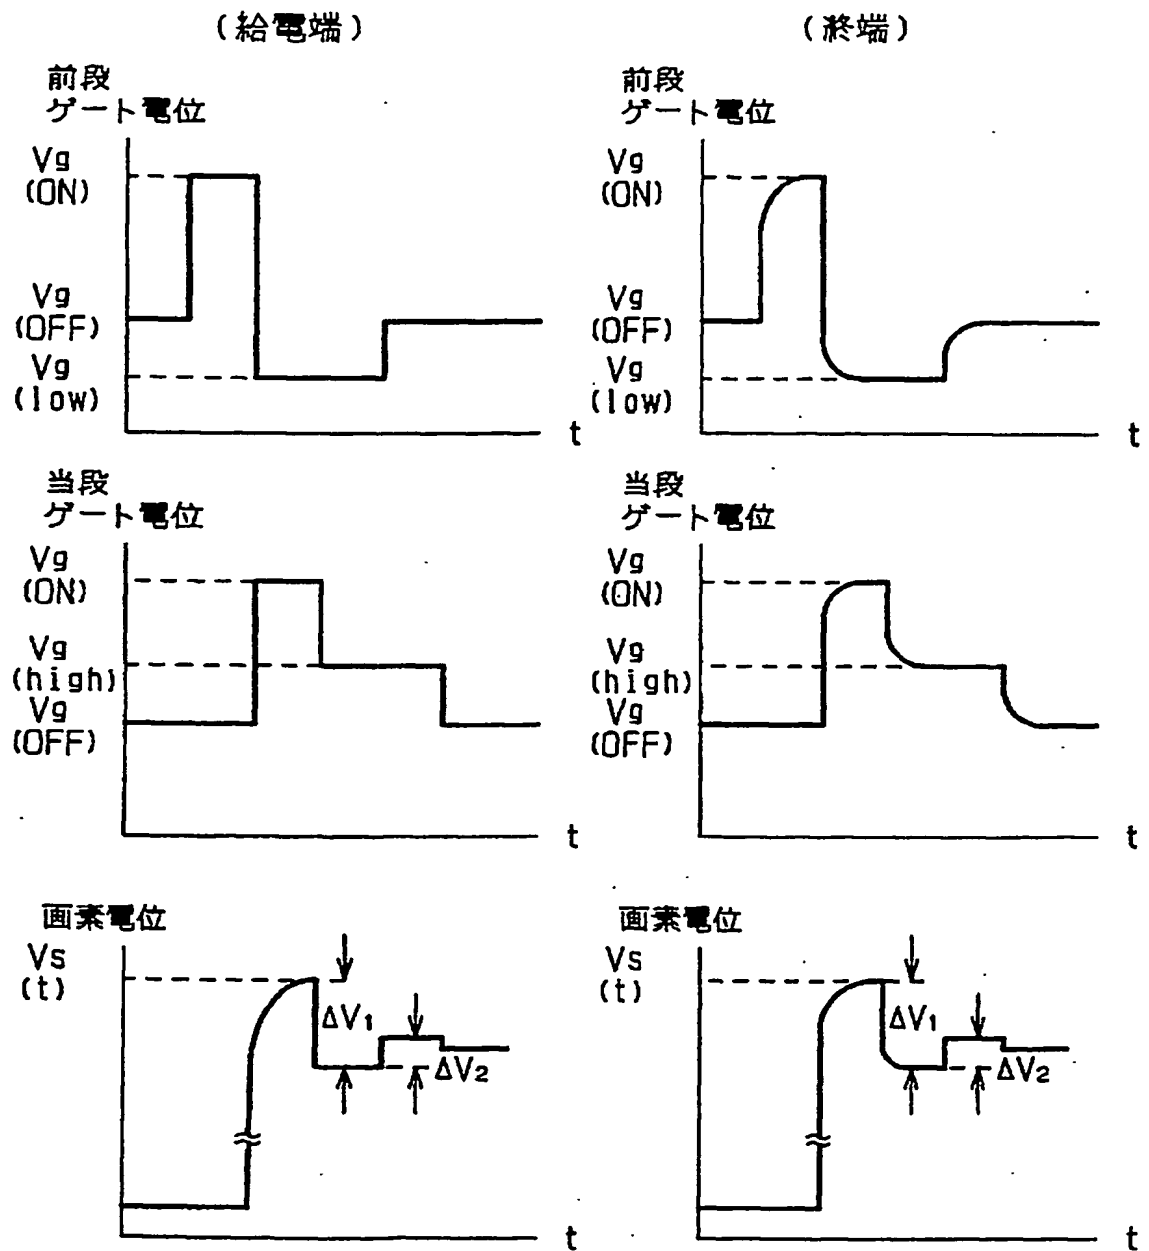 (給電端)
(終端)
前段
ゲート電位
Vg
(ON)
Vg
(OFF)
Vg
(low)
t
前段
ゲート電位
Vg
(ON)
Vg
(OFF)
Vg
(low)
t
当段
ゲート電位
Vg
(ON)
Vg
(high)
Vg
(OFF)
t
当段
ゲート電位
Vg
(ON)
Vg
(high)
Vg
(OFF)
t
画素電位
Vs
(t)
ΔV1
ΔV2
t
画素電位
Vs
(t)
ΔV1
ΔV2
t